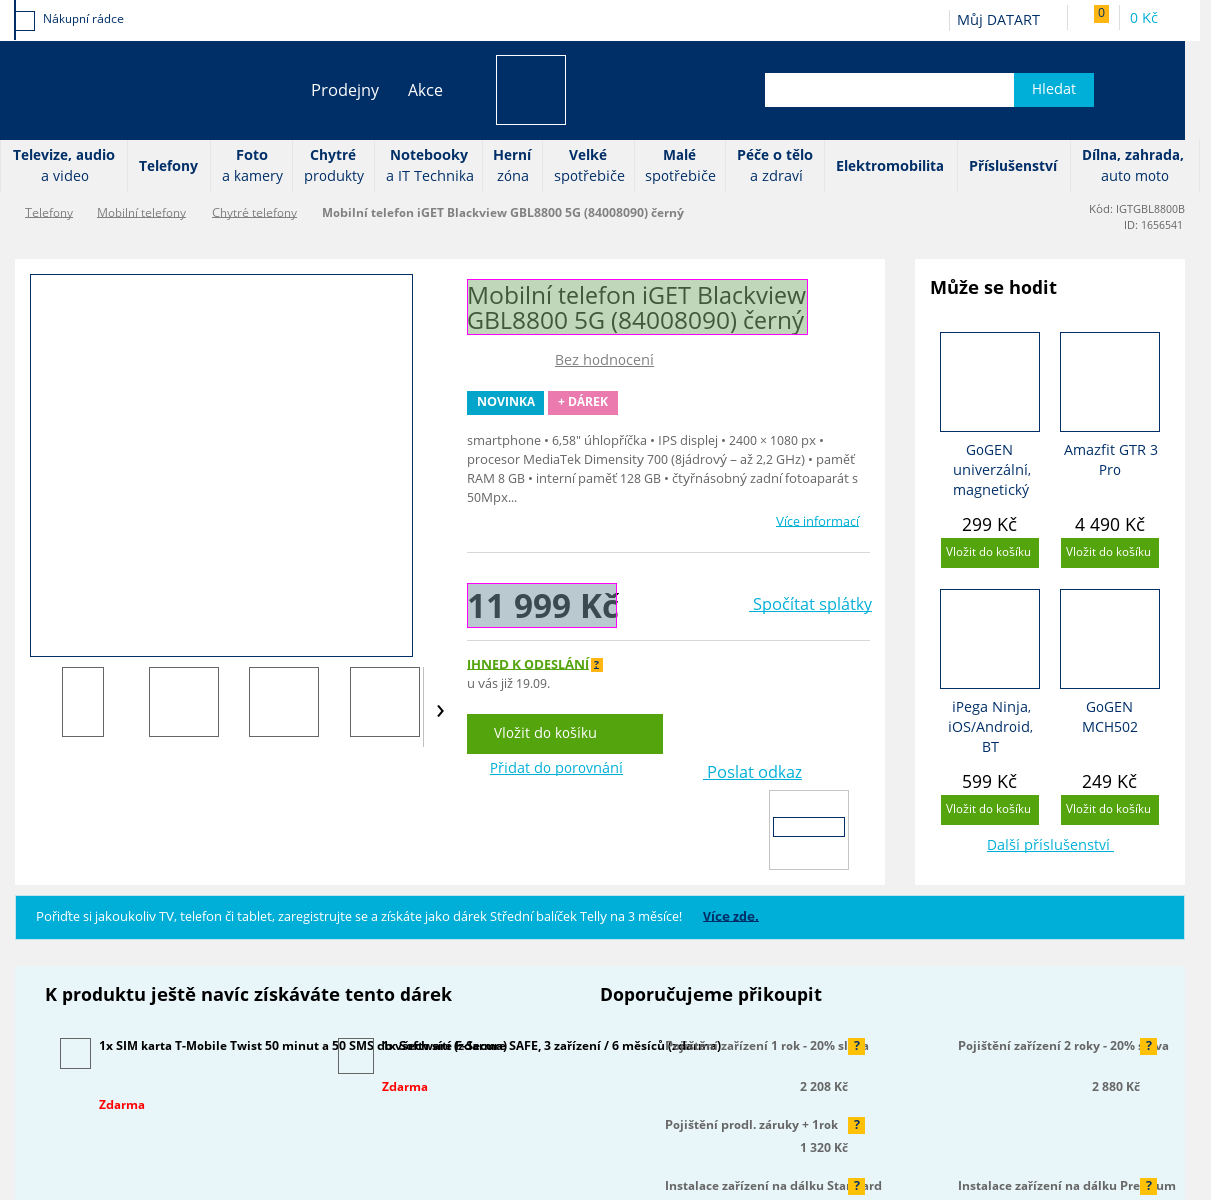 Nákupní rádce
Můj DATART
0
0 Kč
Prodejny
Akce
Hledat
Televize, audio
a video
Telefony
Foto
a kamery
Chytré
produkty
Notebooky
a IT Technika
Herní
zóna
Velké
spotřebiče
Malé
spotřebiče
Péče o tělo
a zdraví
Elektromobilita
Příslušenství
Dílna, zahrada,
auto moto
Telefony
Mobilní telefony
Chytré telefony
Mobilní telefon iGET Blackview GBL8800 5G (84008090) černý
Kód: IGTGBL8800B
ID: 1656541
Mobilní telefon iGET Blackview
GBL8800 5G (84008090) černý
Bez hodnocení
NOVINKA
+ DÁREK
smartphone • 6,58" úhlopříčka • IPS displej • 2400 × 1080 px •
procesor MediaTek Dimensity 700 (8jádrový – až 2,2 GHz) • paměť
RAM 8 GB • interní paměť 128 GB • čtyřnásobný zadní fotoaparát s
50Mpx...
Více informací
11 999 Kč
Spočítat splátky
IHNED K ODESLÁNÍ ?
u vás již 19.09.
Vložit do košíku
Přidat do porovnání
Poslat odkaz
Může se hodit
GoGEN
univerzální,
magnetický
299 Kč
Vložit do košíku
Amazfit GTR 3
Pro
4 490 Kč
Vložit do košíku
iPega Ninja,
iOS/Android,
BT
599 Kč
Vložit do košíku
GoGEN
MCH502
249 Kč
Vložit do košíku
Další příslušenství
Pořiďte si jakoukoliv TV, telefon či tablet, zaregistrujte se a získáte jako dárek Střední balíček Telly na 3 měsíce!
Více zde.
K produktu ještě navíc získáváte tento dárek
1x SIM karta T-Mobile Twist 50 minut a 50 SMS do všech sítí (zdarma)
Zdarma
1x Software F-Secure SAFE, 3 zařízení / 6 měsíců (zdarma)
Zdarma
Doporučujeme přikoupit
Pojištění zařízení 1 rok - 20% sleva
?
2 208 Kč
Pojištění zařízení 2 roky - 20% sleva
?
2 880 Kč
Pojištění prodl. záruky + 1rok
?
1 320 Kč
Instalace zařízení na dálku Standard
?
Instalace zařízení na dálku Premium
?